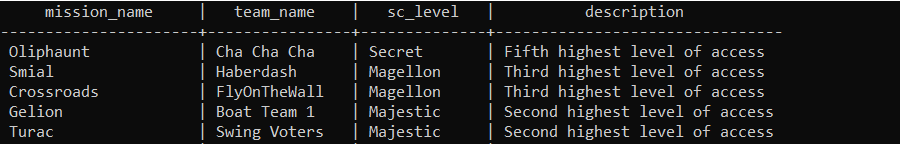 mission_name | team_name | sc_level | description
--------------------+---------------+-------------+-----------------------------
Oliphaunt | Cha Cha Cha | Secret | Fifth highest level of access
Smial | Haberdash | Magellon | Third highest level of access
Crossroads | FlyOnTheWall | Magellon | Third highest level of access
Gelion | Boat Team 1 | Majestic | Second highest level of access
Turac | Swing Voters | Majestic | Second highest level of access